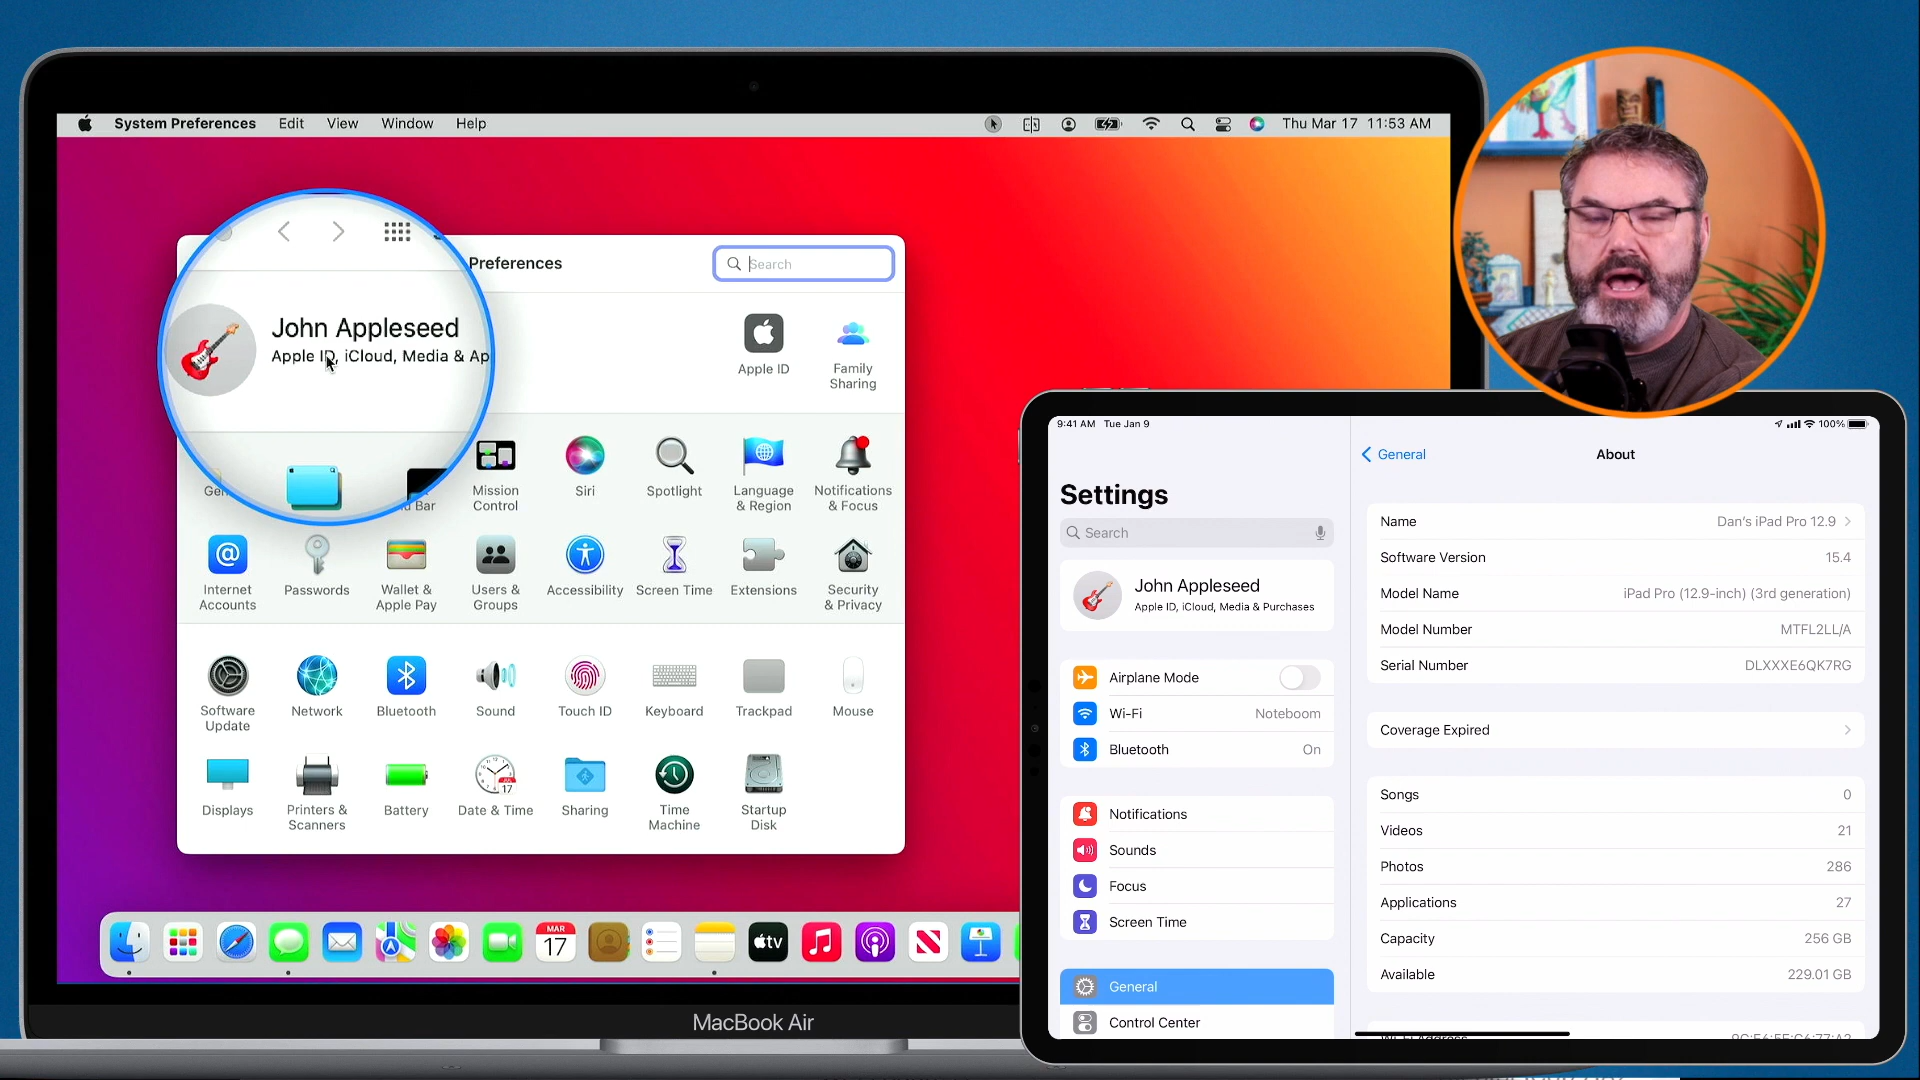 System Preferences Edit View Window Help
Thu Mar 17 11:53 AM
Preferences
Search
John Appleseed
Apple ID, iCloud, Media & Ap
Apple ID
Family
Sharing
Mission
Control
Siri
Spotlight
Language
& Region
Notifications
& Focus
Internet
Accounts
Passwords
Wallet &
Apple Pay
Users &
Groups
Accessibility
Screen Time
Extensions
Security
& Privacy
Software
Update
Network
Bluetooth
Sound
Touch ID
Keyboard
Trackpad
Mouse
Displays
Printers &
Scanners
Battery
Date & Time
Sharing
Time
Machine
Startup
Disk
MAR
17
tv
MacBook Air
9:41 AM Tue Jan 9
100%
Settings
Search
John Appleseed
Apple ID, iCloud, Media & Purchases
Airplane Mode
Wi-Fi Noteboom
Bluetooth On
Notifications
Sounds
Focus
Screen Time
General
Control Center
General
About
Name Dan's iPad Pro 12.9
Software Version 15.4
Model Name iPad Pro (12.9-inch) (3rd generation)
Model Number MTFL2LL/A
Serial Number DLXXXE6QK7RG
Coverage Expired
Songs 0
Videos 21
Photos 286
Applications 27
Capacity 256 GB
Available 229.01 GB